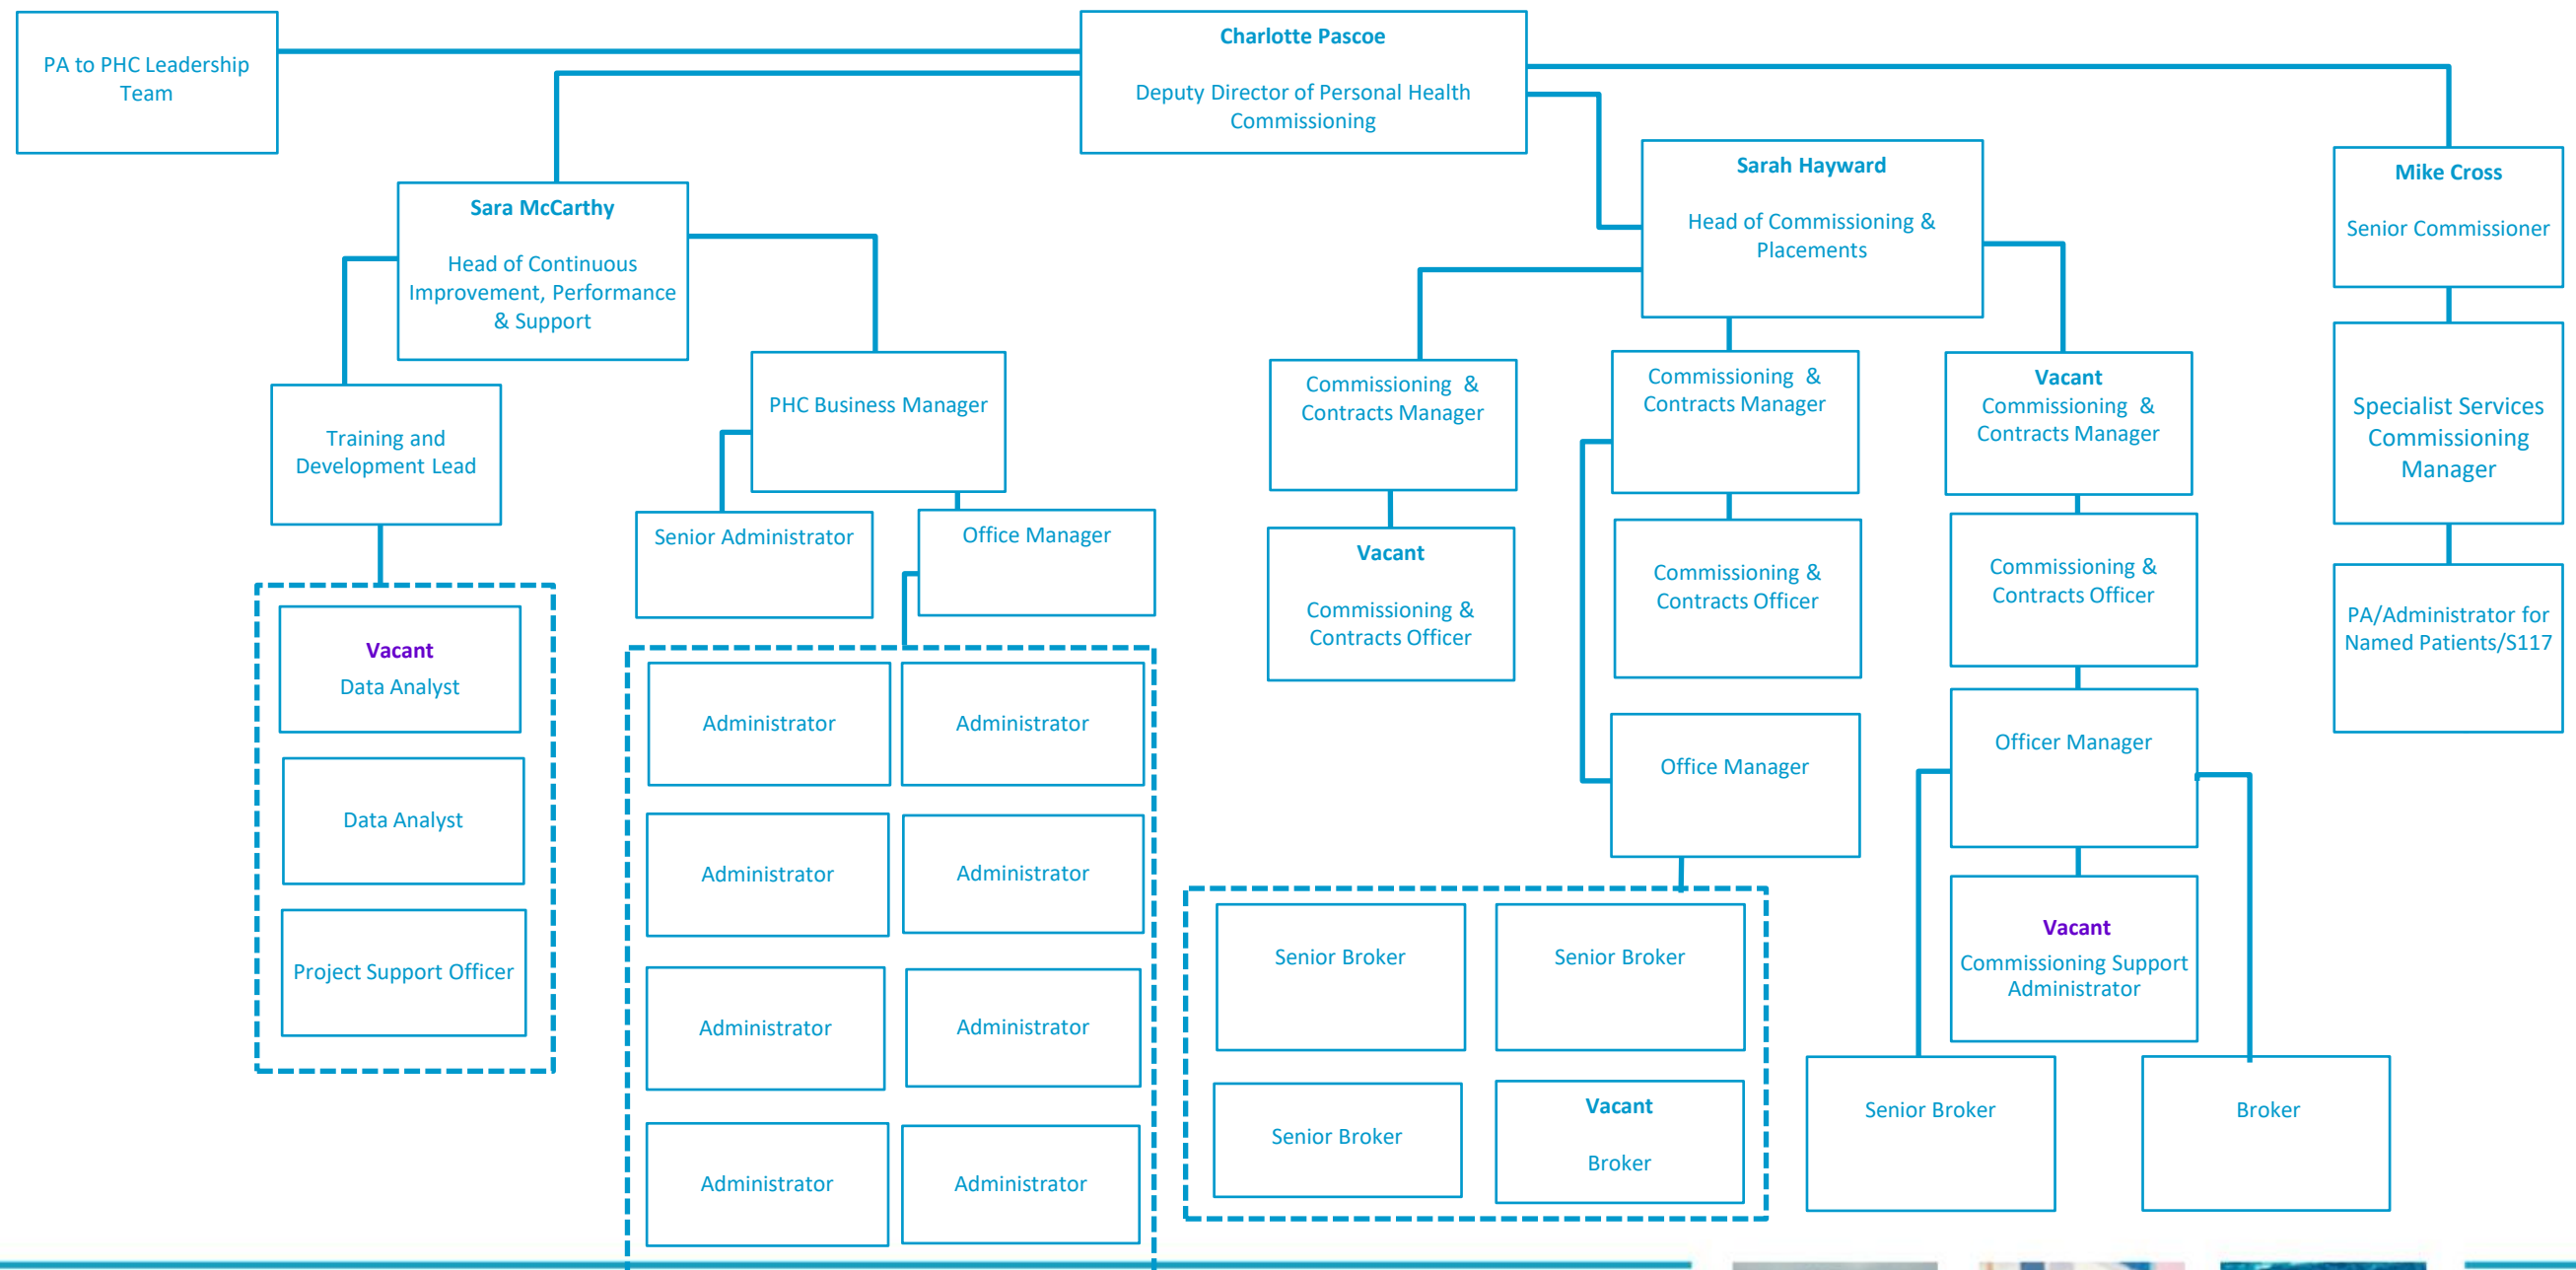 PA to PHC Leadership
Team
Charlotte Pascoe
Deputy Director of Personal Health
Commissioning
Sara McCarthy
Head of Continuous
Improvement, Performance
& Support
Sarah Hayward
Head of Commissioning &
Placements
Mike Cross
Senior Commissioner
Training and
Development Lead
PHC Business Manager
Commissioning &
Contracts Manager
Commissioning &
Contracts Manager
Vacant
Commissioning &
Contracts Manager
Specialist Services
Commissioning
Manager
Senior Administrator
Office Manager
Vacant
Commissioning &
Contracts Officer
Commissioning &
Contracts Officer
Commissioning &
Contracts Officer
PA/Administrator for
Named Patients/S117
Vacant
Data Analyst
Data Analyst
Project Support Officer
Administrator
Administrator
Administrator
Administrator
Administrator
Administrator
Administrator
Administrator
Office Manager
Officer Manager
Senior Broker
Senior Broker
Senior Broker
Vacant
Broker
Vacant
Commissioning Support
Administrator
Senior Broker
Broker